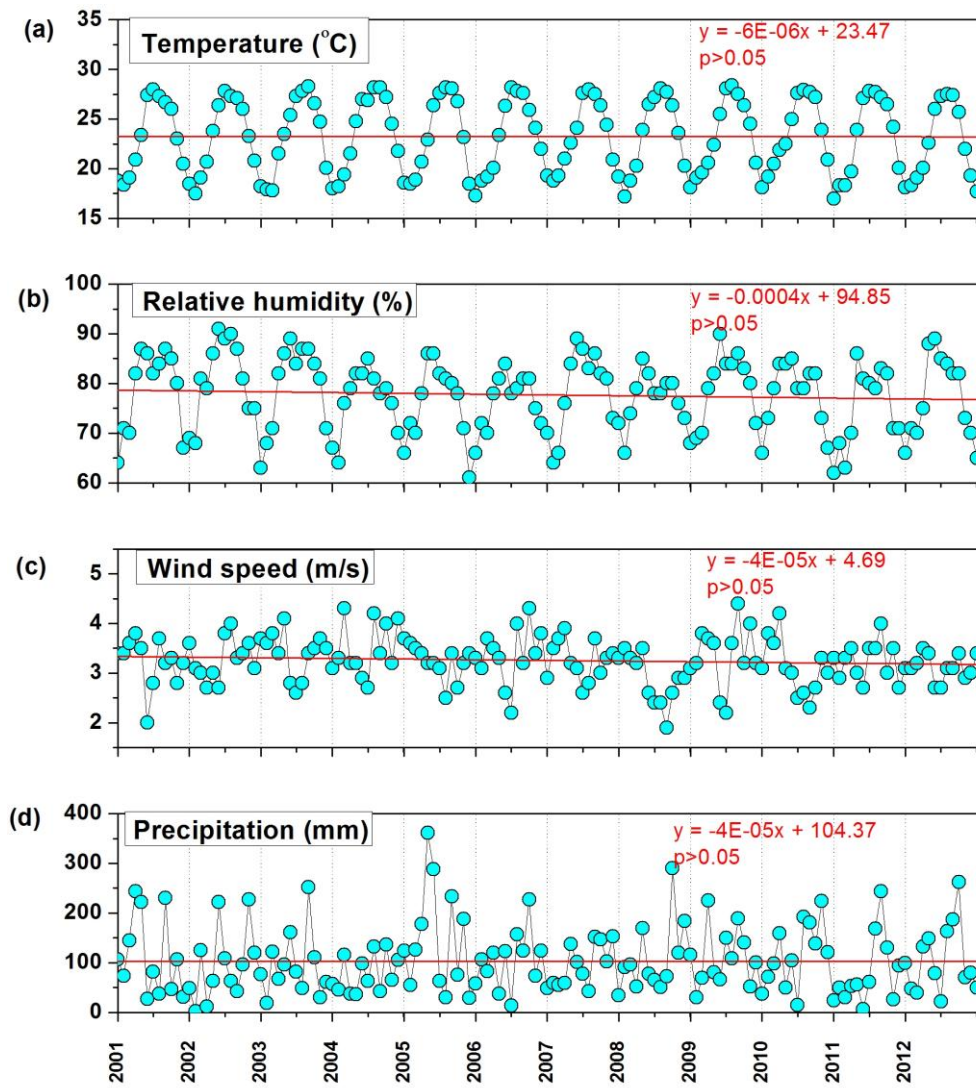 (a)
Temperature (°C)
y = -6E-06x + 23.47
p>0.05
35
30
25
20
15
(b)
Relative humidity (%)
y = -0.0004x + 94.85
p>0.05
100
90
80
70
60
(c)
Wind speed (m/s)
y = -4E-05x + 4.69
p>0.05
5
4
3
2
(d)
Precipitation (mm)
y = -4E-05x + 104.37
p>0.05
400
300
200
100
0
2001
2002
2003
2004
2005
2006
2007
2008
2009
2010
2011
2012